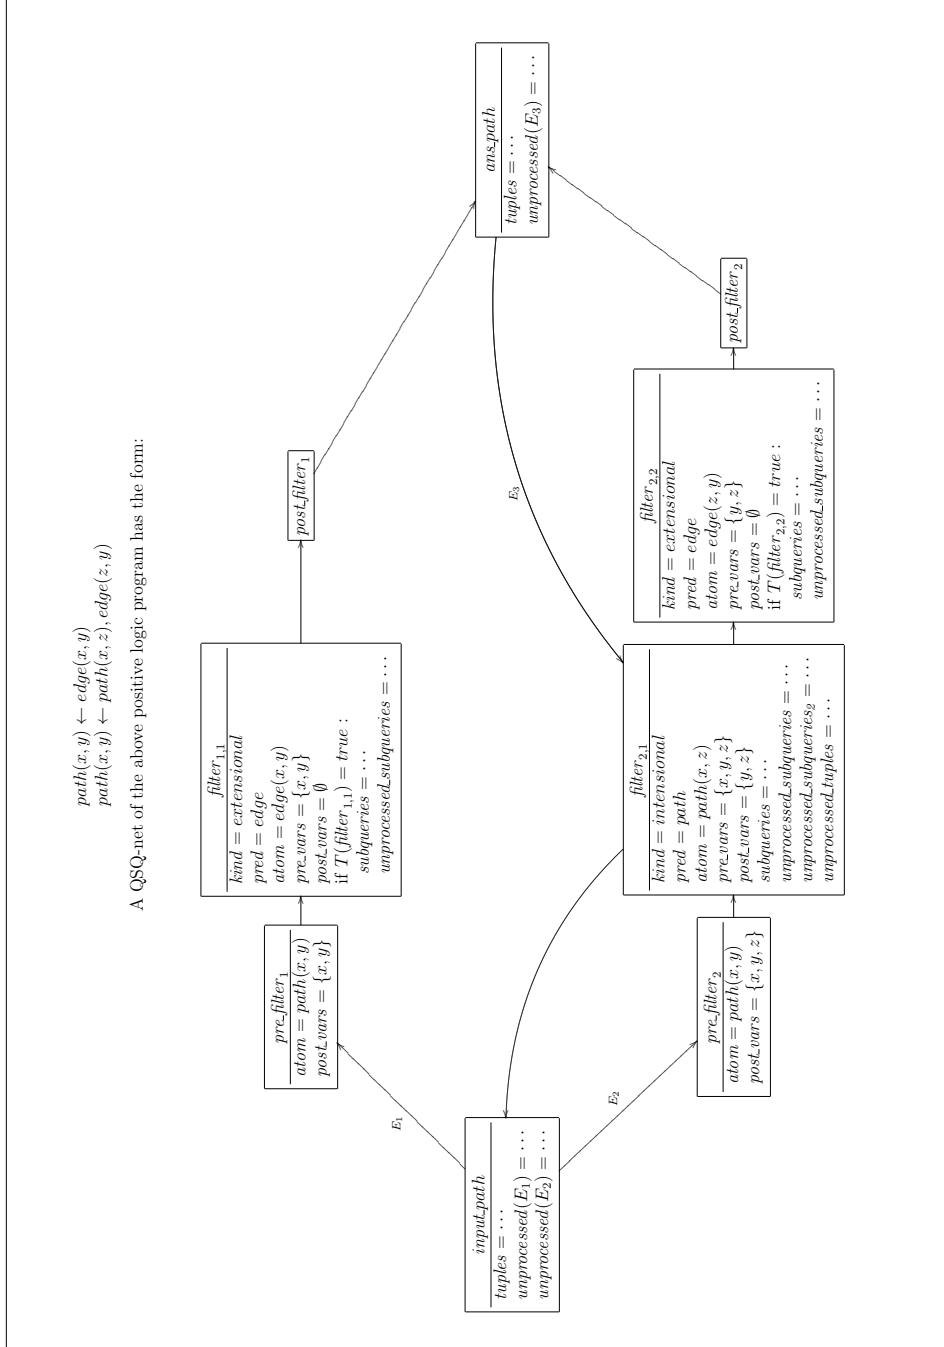 path(x, y) ← edge(x, y)
path(x, y) ← path(x, z), edge(z, y)
A QSQ-net of the above positive logic program has the form:
pre_filter₁
atom = path(x, y)
post_vars = {x, y}
filter₁,₁
kind = extensional
pred = edge
atom = edge(x, y)
pre_vars = {x, y}
post_vars = ∅
if T(filter₁,₁) = true :
subqueries = ⋯
unprocessed_subqueries = ⋯
post_filter₁
E₁
input_path
tuples = ⋯
unprocessed(E₁) = ⋯
unprocessed(E₂) = ⋯
E₃
ans_path
tuples = ⋯
unprocessed(E₃) = ⋯
E₂
pre_filter₂
atom = path(x, y)
post_vars = {x, y, z}
filter₂,₁
kind = intensional
pred = path
atom = path(x, z)
pre_vars = {x, y, z}
post_vars = {y, z}
subqueries = ⋯
unprocessed_subqueries = ⋯
unprocessed_subqueries₂ = ⋯
unprocessed_tuples = ⋯
filter₂,₂
kind = extensional
pred = edge
atom = edge(z, y)
pre_vars = {y, z}
post_vars = ∅
if T(filter₂,₂) = true :
subqueries = ⋯
unprocessed_subqueries = ⋯
post_filter₂